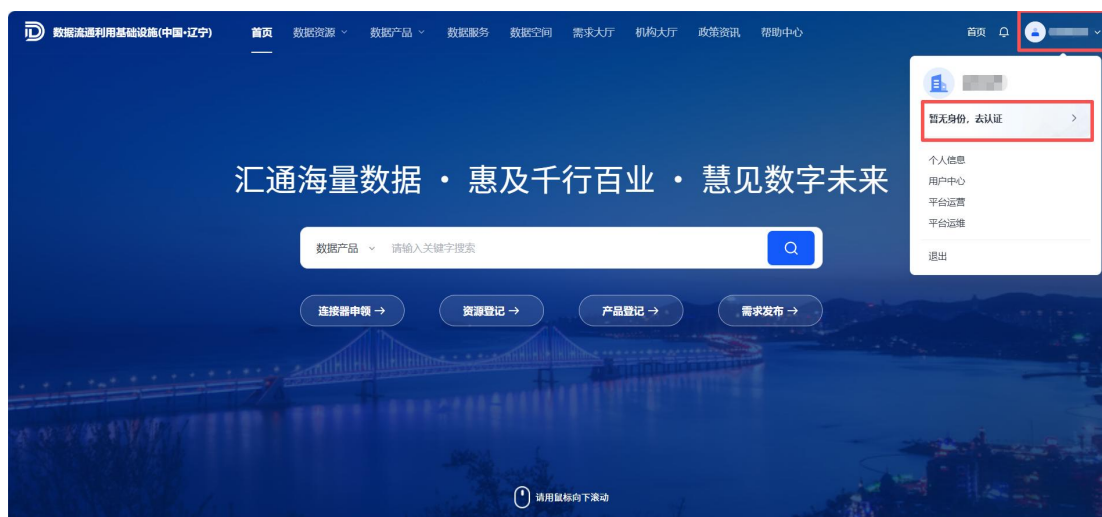 数据流通利用基础设施(中国·辽宁) 首页 数据资源 数据产品 数据服务 数据空间 需求大厅 机构大厅 政策资讯 帮助中心 首页
暂无身份，去认证
个人信息
用户中心
平台运营
平台运维
退出
汇通海量数据 · 惠及千行百业 · 慧见数字未来
数据产品 请输入关键字搜索
连接器申领 → 资源登记 → 产品登记 → 需求发布 →
请用鼠标向下滚动